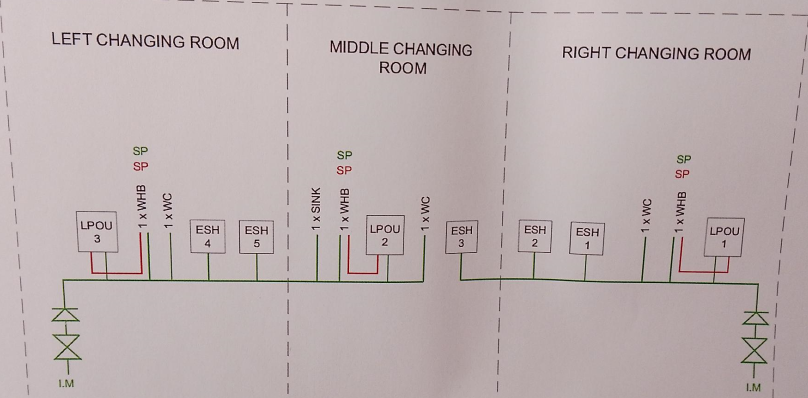 LEFT CHANGING ROOM
MIDDLE CHANGING
ROOM
RIGHT CHANGING ROOM
SP
SP
SP
SP
SP
SP
LPOU
3
1 x WHB
1 x WC
ESH
4
ESH
5
1 x SINK
1 x WHB
LPOU
2
1 x WC
ESH
3
ESH
2
ESH
1
1 x WC
1 x WHB
LPOU
1
I.M
I.M